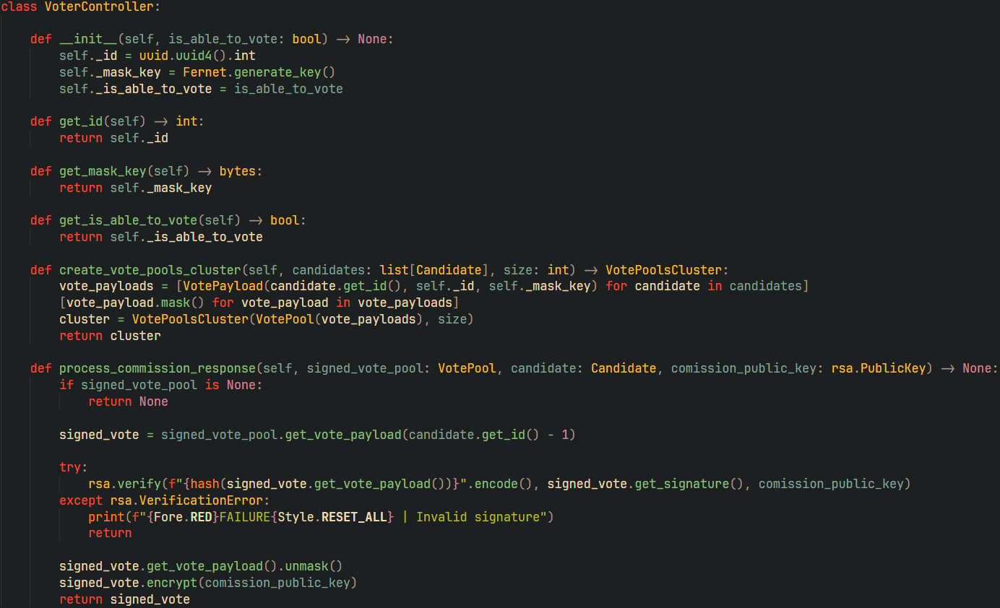 class VoterController:
    def __init__(self, is_able_to_vote: bool) -> None:
        self._id = uuid.uuid4().int
        self._mask_key = Fernet.generate_key()
        self._is_able_to_vote = is_able_to_vote
    def get_id(self) -> int:
        return self._id
    def get_mask_key(self) -> bytes:
        return self._mask_key
    def get_is_able_to_vote(self) -> bool:
        return self._is_able_to_vote
    def create_vote_pools_cluster(self, candidates: list[Candidate], size: int) -> VotePoolsCluster:
        vote_payloads = [VotePayload(candidate.get_id(), self._id, self._mask_key) for candidate in candidates]
        [vote_payload.mask() for vote_payload in vote_payloads]
        cluster = VotePoolsCluster(VotePool(vote_payloads), size)
        return cluster
    def process_commission_response(self, signed_vote_pool: VotePool, candidate: Candidate, comission_public_key: rsa.PublicKey) -> None:
        if signed_vote_pool is None:
            return None
        signed_vote = signed_vote_pool.get_vote_payload(candidate.get_id() - 1)
        try:
            rsa.verify(f"{hash(signed_vote.get_vote_payload())}".encode(), signed_vote.get_signature(), comission_public_key)
        except rsa.VerificationError:
            print(f"{Fore.RED}FAILURE{Style.RESET_ALL} | Invalid signature")
            return
        signed_vote.get_vote_payload().unmask()
        signed_vote.encrypt(comission_public_key)
        return signed_vote